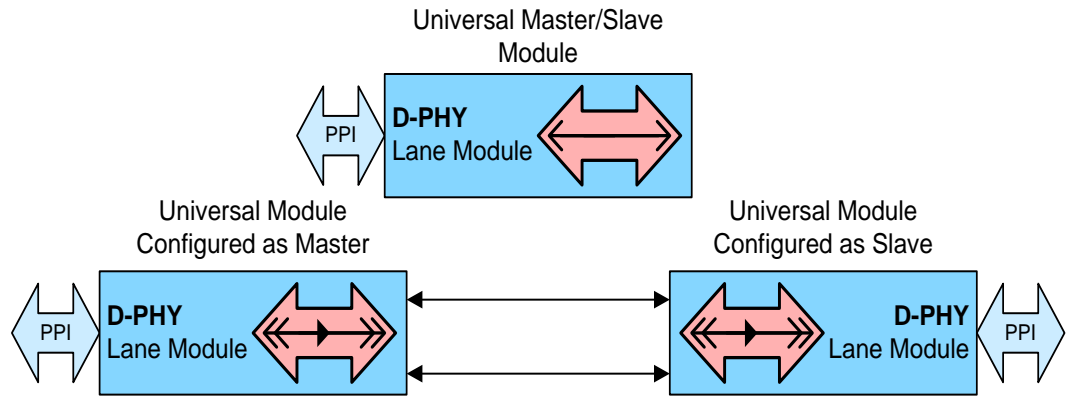 Universal Master/Slave
Module
PPI
D-PHY
Lane Module
Universal Module
Configured as Master
Universal Module
Configured as Slave
PPI
D-PHY
Lane Module
D-PHY
Lane Module
PPI